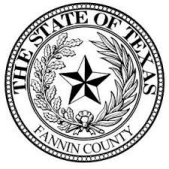 THE STATE OF TEXAS
FANNIN COUNTY